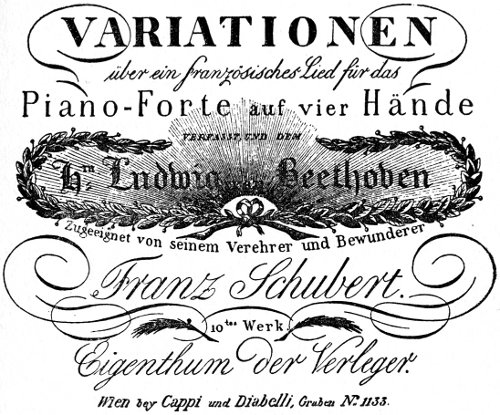 VARIATIONEN
über ein französisches Lied für das
Piano-Forte auf vier Hände
VERFASST UND DEM
Hrn. Ludwig van Beethoven
Zugeeignet von seinem Verehrer und Bewunderer
Franz Schubert.
10tes Werk.
Eigenthum der Verleger.
Wien bey Cappi und Diabelli, Graben No. 1133.